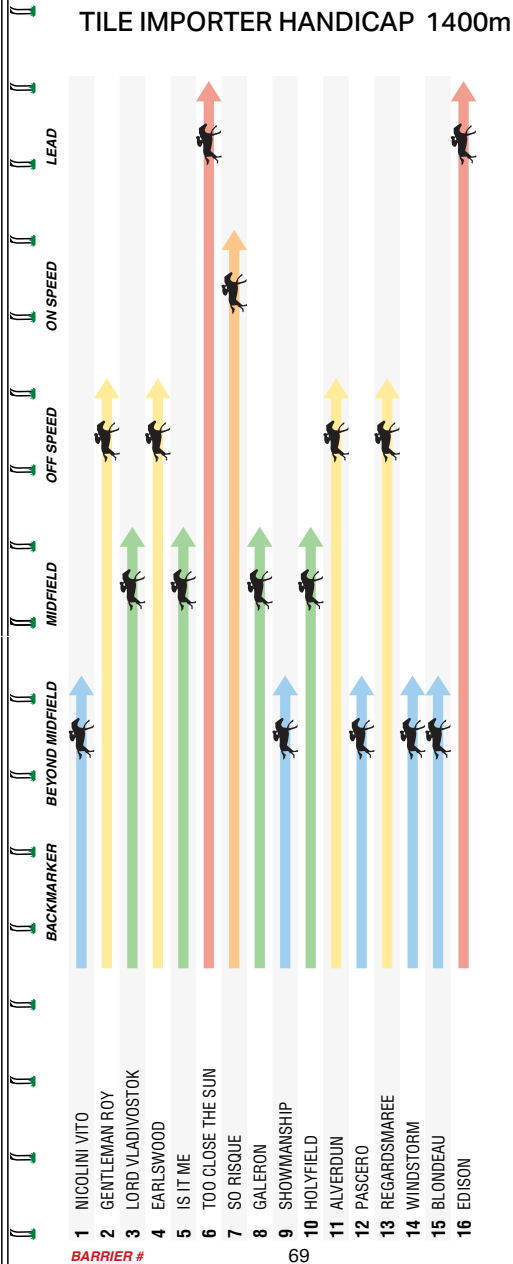 TILE IMPORTER HANDICAP 1400m
LEAD
ON SPEED
OFF SPEED
MIDFIELD
BEYOND MIDFIELD
BACKMARKER
1 NICOLINI VITO
2 GENTLEMAN ROY
3 LORD VLADIVOSTOK
4 EARLSWOOD
5 IS IT ME
6 TOO CLOSE THE SUN
7 SO RISQUE
8 GALERON
9 SHOWMANSHIP
10 HOLYFIELD
11 ALVERDUN
12 PASCERO
13 REGARDSMAREE
14 WINDSTORM
15 BLONDEAU
16 EDISON
BARRIER #
69